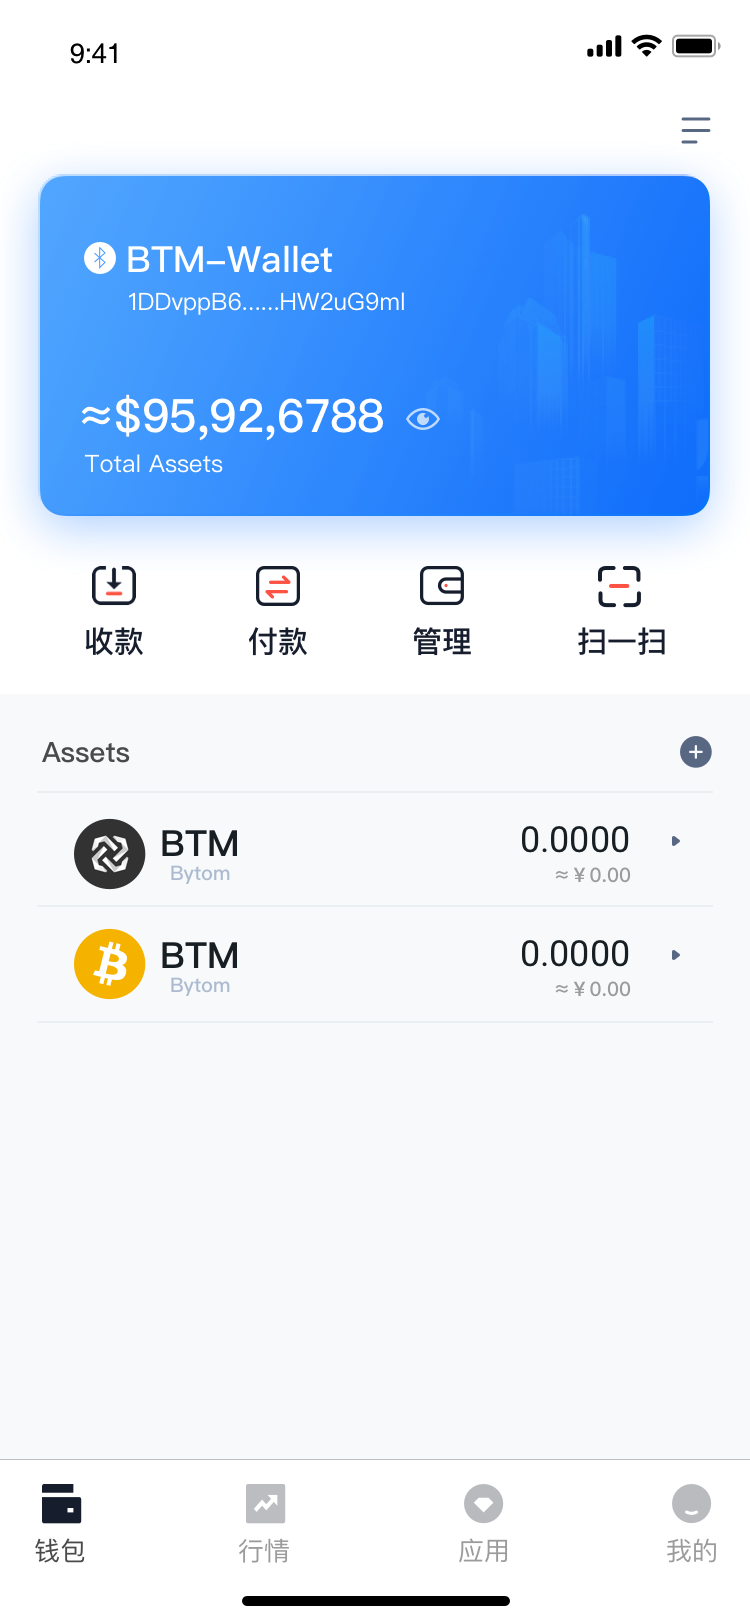 9:41
BTM–Wallet
1DDvppB6......HW2uG9ml
≈$95,92,6788
Total Assets
收款 付款 管理 扫一扫
Assets
BTM 0.0000
Bytom ≈ ¥ 0.00
BTM 0.0000
Bytom ≈ ¥ 0.00
钱包 行情 应用 我的